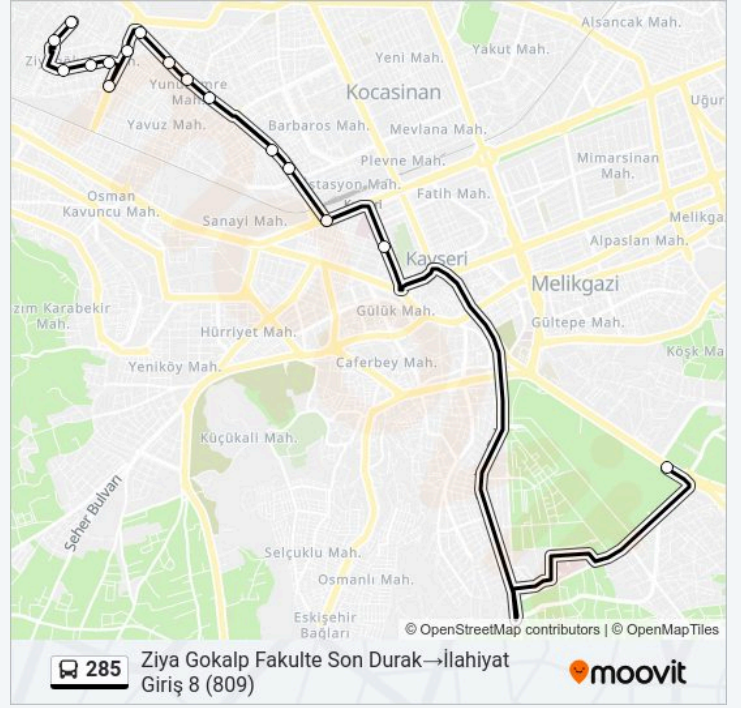 Alsancak Mah.
Yakut Mah.
Yeni Mah.
Kocasinan
Uğur
Yavuz Mah.
Barbaros Mah.
Mevlana Mah.
Plevne Mah.
Mimarsinan
Mah.
Fatih Mah.
Osman
Kavuncu Mah.
Sanayi Mah.
Melikga
Alpaslan Mah.
Kayseri
Melikgazi
zım Karabekir
Mah.
Gülük Mah.
Gültepe Mah.
Hürriyet Mah.
Köşk Ma
Yeniköy Mah.
Caferbey Mah.
Küçükali Mah.
Seher Bulvarı
Selçuklu Mah.
Osmanlı Mah.
Eskişehir
Bağları
© OpenStreetMap contributors | © OpenMapTiles
285
Ziya Gokalp Fakulte Son Durak→İlahiyat
Giriş 8 (809)
moovit